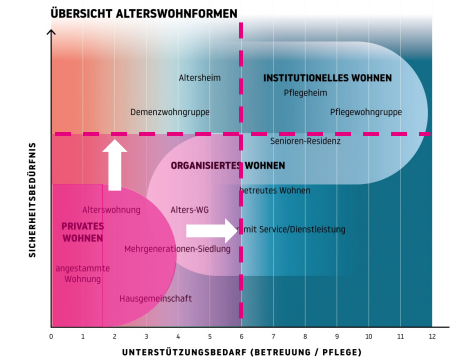 ÜBERSICHT ALTERSWOHNFORMEN
Altersheim
INSTITUTIONELLES WOHNEN
Pflegeheim
Demenzwohngruppe
Pflegewohngruppe
Senioren-Residenz
ORGANISIERTES WOHNEN
betreutes Wohnen
Alterswohnung
Alters-WG
PRIVATES
WOHNEN
mit Service/Dienstleistung
Mehrgenerationen-Siedlung
angestammte
Wohnung
Hausgemeinschaft
SICHERHEITSBEDÜRFNIS
0 1 2 3 4 5 6 7 8 9 10 11 12
UNTERSTÜTZUNGSBEDARF (BETREUUNG / PFLEGE)